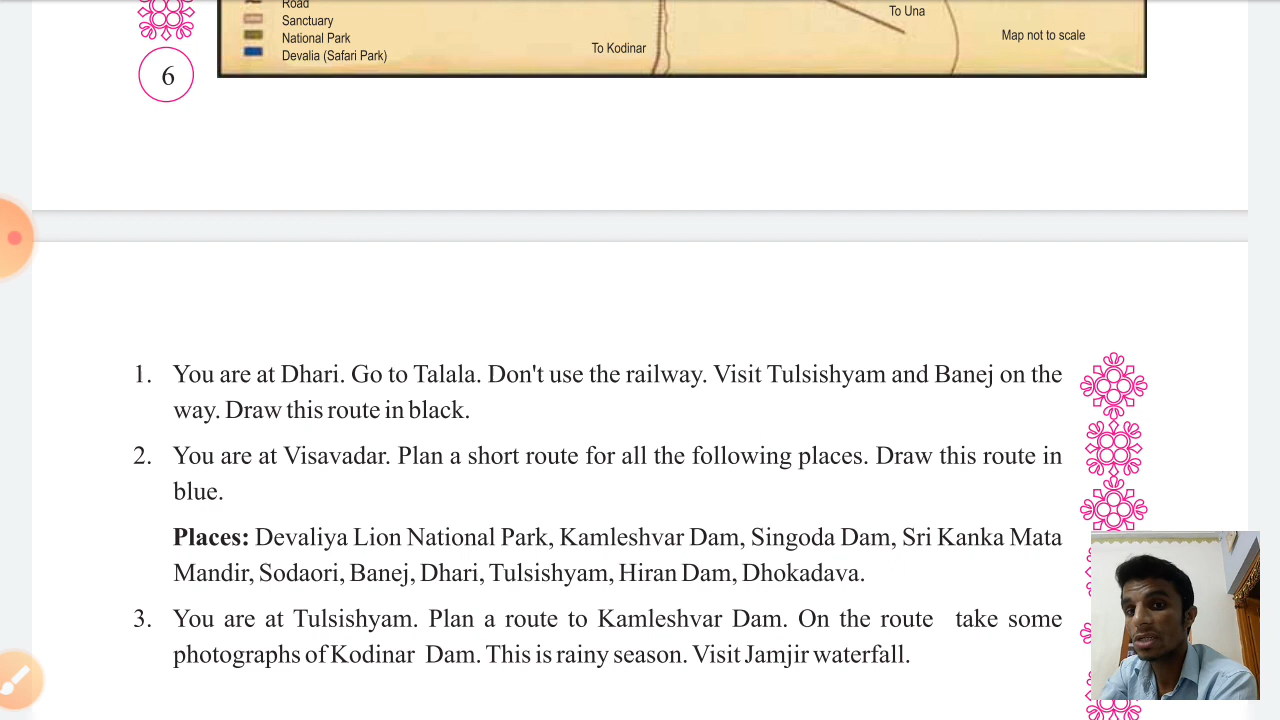 Road
Sanctuary
National Park
Devalia (Safari Park)
To Kodinar
To Una
Map not to scale
6
1. You are at Dhari. Go to Talala. Don't use the railway. Visit Tulsishyam and Banej on the
way. Draw this route in black.
2. You are at Visavadar. Plan a short route for all the following places. Draw this route in
blue.
Places: Devaliya Lion National Park, Kamleshvar Dam, Singoda Dam, Sri Kanka Mata
Mandir, Sodaori, Banej, Dhari, Tulsishyam, Hiran Dam, Dhokadava.
3. You are at Tulsishyam. Plan a route to Kamleshvar Dam. On the route take some
photographs of Kodinar Dam. This is rainy season. Visit Jamjir waterfall.